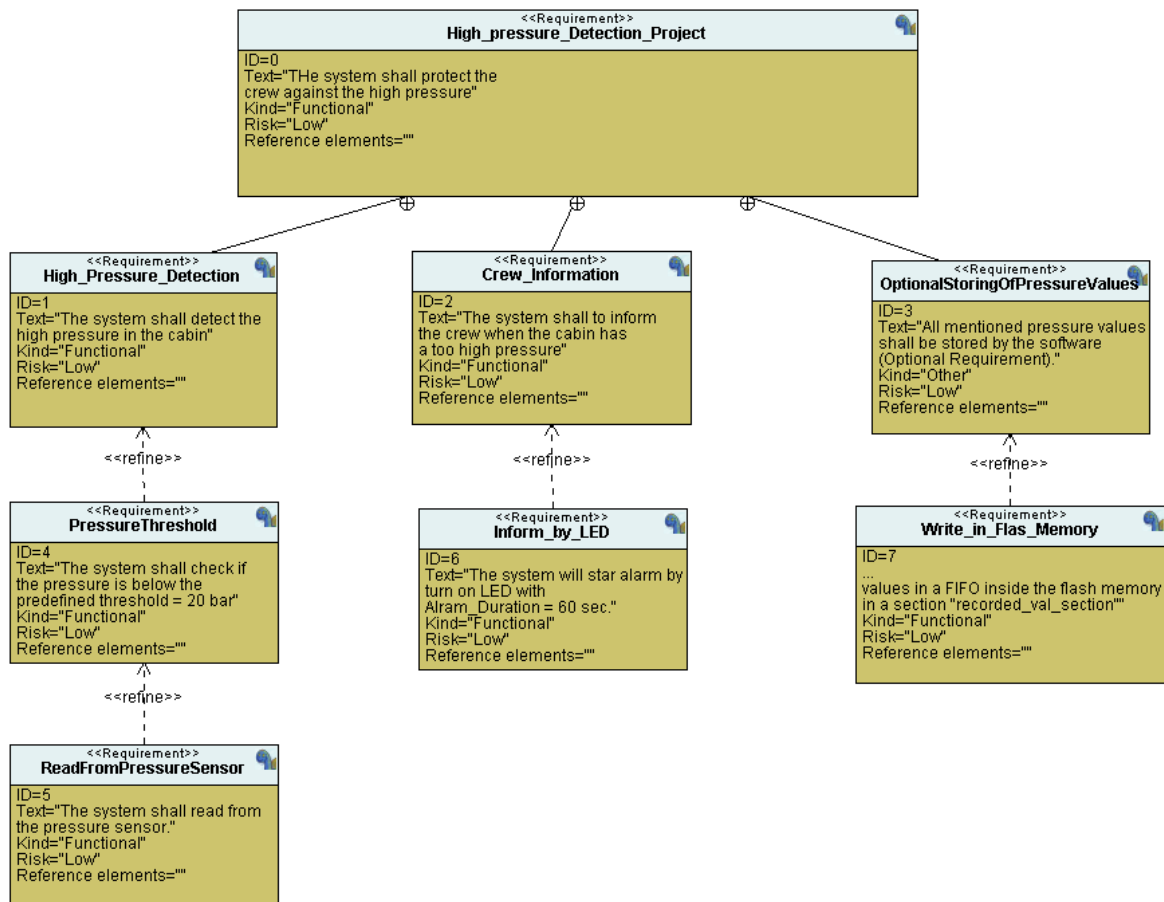 <<Requirement>>
High_pressure_Detection_Project
ID=0
Text="THe system shall protect the
crew against the high pressure"
Kind="Functional"
Risk="Low"
Reference elements=""
<<Requirement>>
High_Pressure_Detection
ID=1
Text="The system shall detect the
high pressure in the cabin"
Kind="Functional"
Risk="Low"
Reference elements=""
<<Requirement>>
Crew_Information
ID=2
Text="The system shall to inform
the crew when the cabin has
a too high pressure"
Kind="Functional"
Risk="Low"
Reference elements=""
<<Requirement>>
OptionalStoringOfPressureValues
ID=3
Text="All mentioned pressure values
shall be stored by the software
(Optional Requirement)."
Kind="Other"
Risk="Low"
Reference elements=""
<<refine>>
<<refine>>
<<refine>>
<<Requirement>>
PressureThreshold
ID=4
Text="The system shall check if
the pressure is below the
predefined threshold = 20 bar"
Kind="Functional"
Risk="Low"
Reference elements=""
<<Requirement>>
Inform_by_LED
ID=6
Text="The system will star alarm by
turn on LED with
Alram_Duration = 60 sec."
Kind="Functional"
Risk="Low"
Reference elements=""
<<Requirement>>
Write_in_Flas_Memory
ID=7
...
values in a FIFO inside the flash memory
in a section "recorded_val_section""
Kind="Functional"
Risk="Low"
Reference elements=""
<<refine>>
<<Requirement>>
ReadFromPressureSensor
ID=5
Text="The system shall read from
the pressure sensor."
Kind="Functional"
Risk="Low"
Reference elements=""